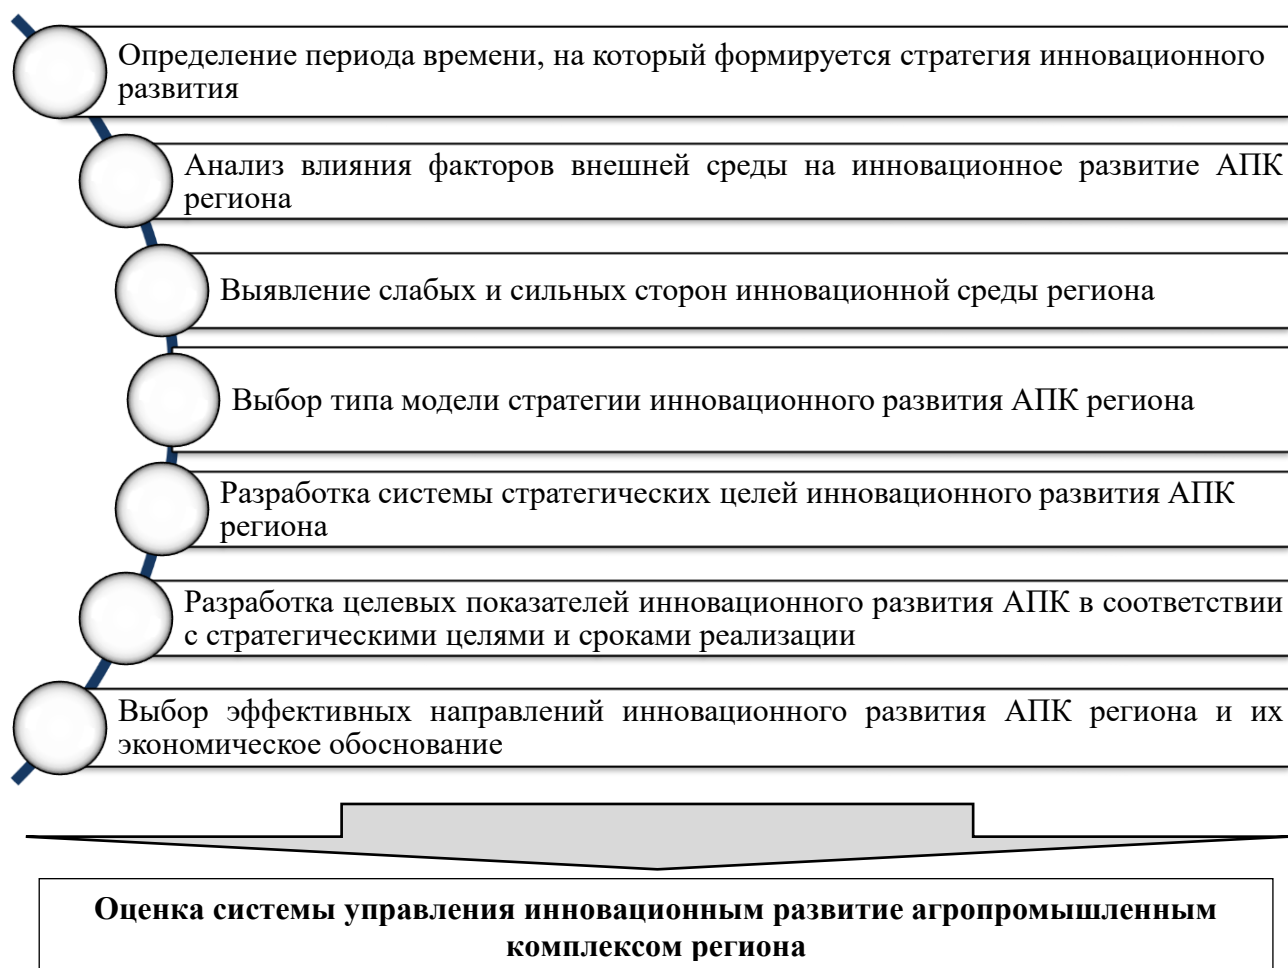 Определение периода времени, на который формируется стратегия инновационного
развития
Анализ влияния факторов внешней среды на инновационное развитие АПК
региона
Выявление слабых и сильных сторон инновационной среды региона
Выбор типа модели стратегии инновационного развития АПК региона
Разработка системы стратегических целей инновационного развития АПК
региона
Разработка целевых показателей инновационного развития АПК в соответствии
с стратегическими целями и сроками реализации
Выбор эффективных направлений инновационного развития АПК региона и их
экономическое обоснование
Оценка системы управления инновационным развитие агропромышленным
комплексом региона